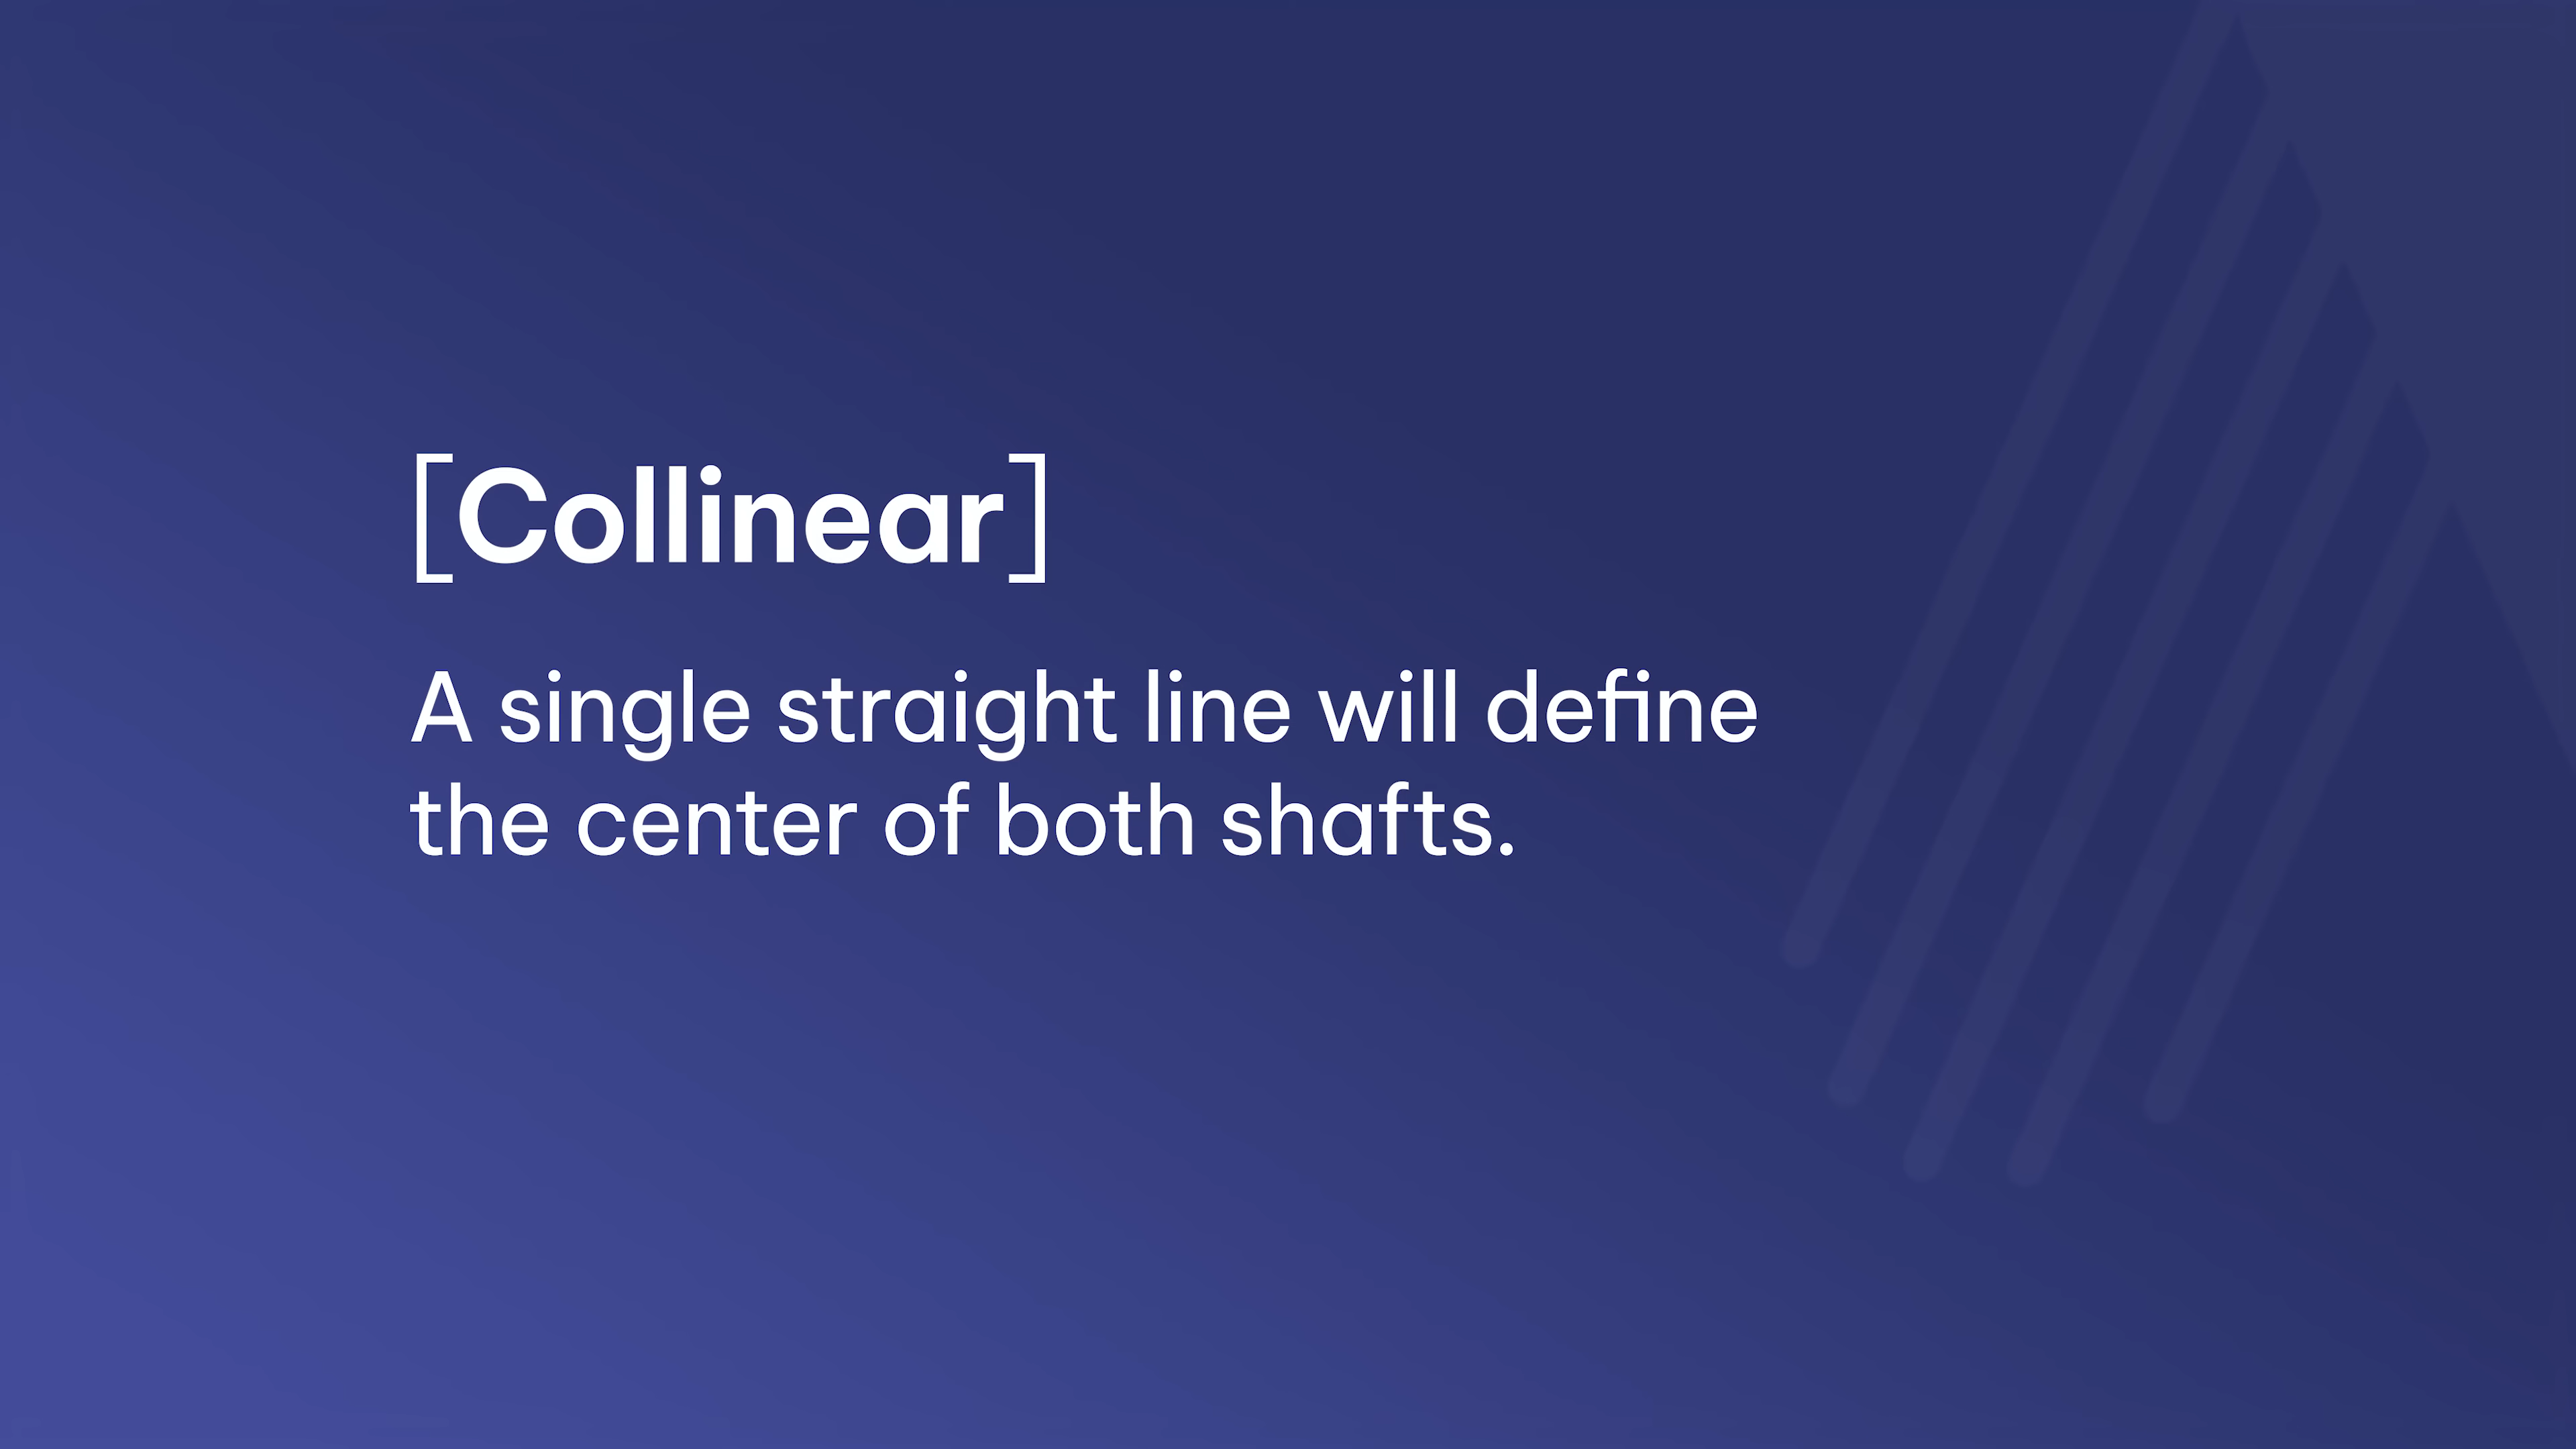 [Collinear]
A single straight line will define
the center of both shafts.